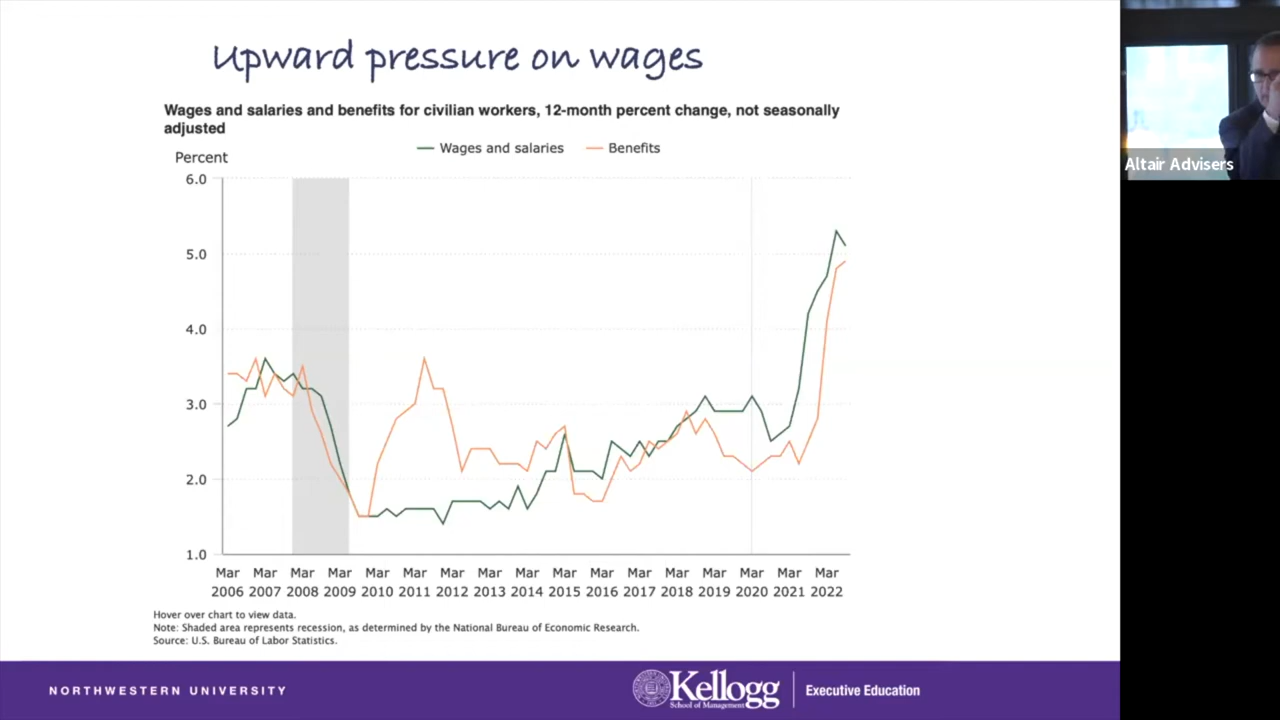 Upward pressure on wages
Wages and salaries and benefits for civilian workers, 12-month percent change, not seasonally
adjusted
Wages and salaries
Benefits
Percent
6.0
5.0
4.0
3.0
2.0
1.0
Mar Mar Mar Mar Mar Mar Mar Mar Mar Mar Mar Mar Mar Mar Mar Mar Mar
2006 2007 2008 2009 2010 2011 2012 2013 2014 2015 2016 2017 2018 2019 2020 2021 2022
Hover over chart to view data.
Note: Shaded area represents recession, as determined by the National Bureau of Economic Research.
Source: U.S. Bureau of Labor Statistics.
NORTHWESTERN UNIVERSITY
Kellogg
School of Management
Executive Education
Altair Advisers